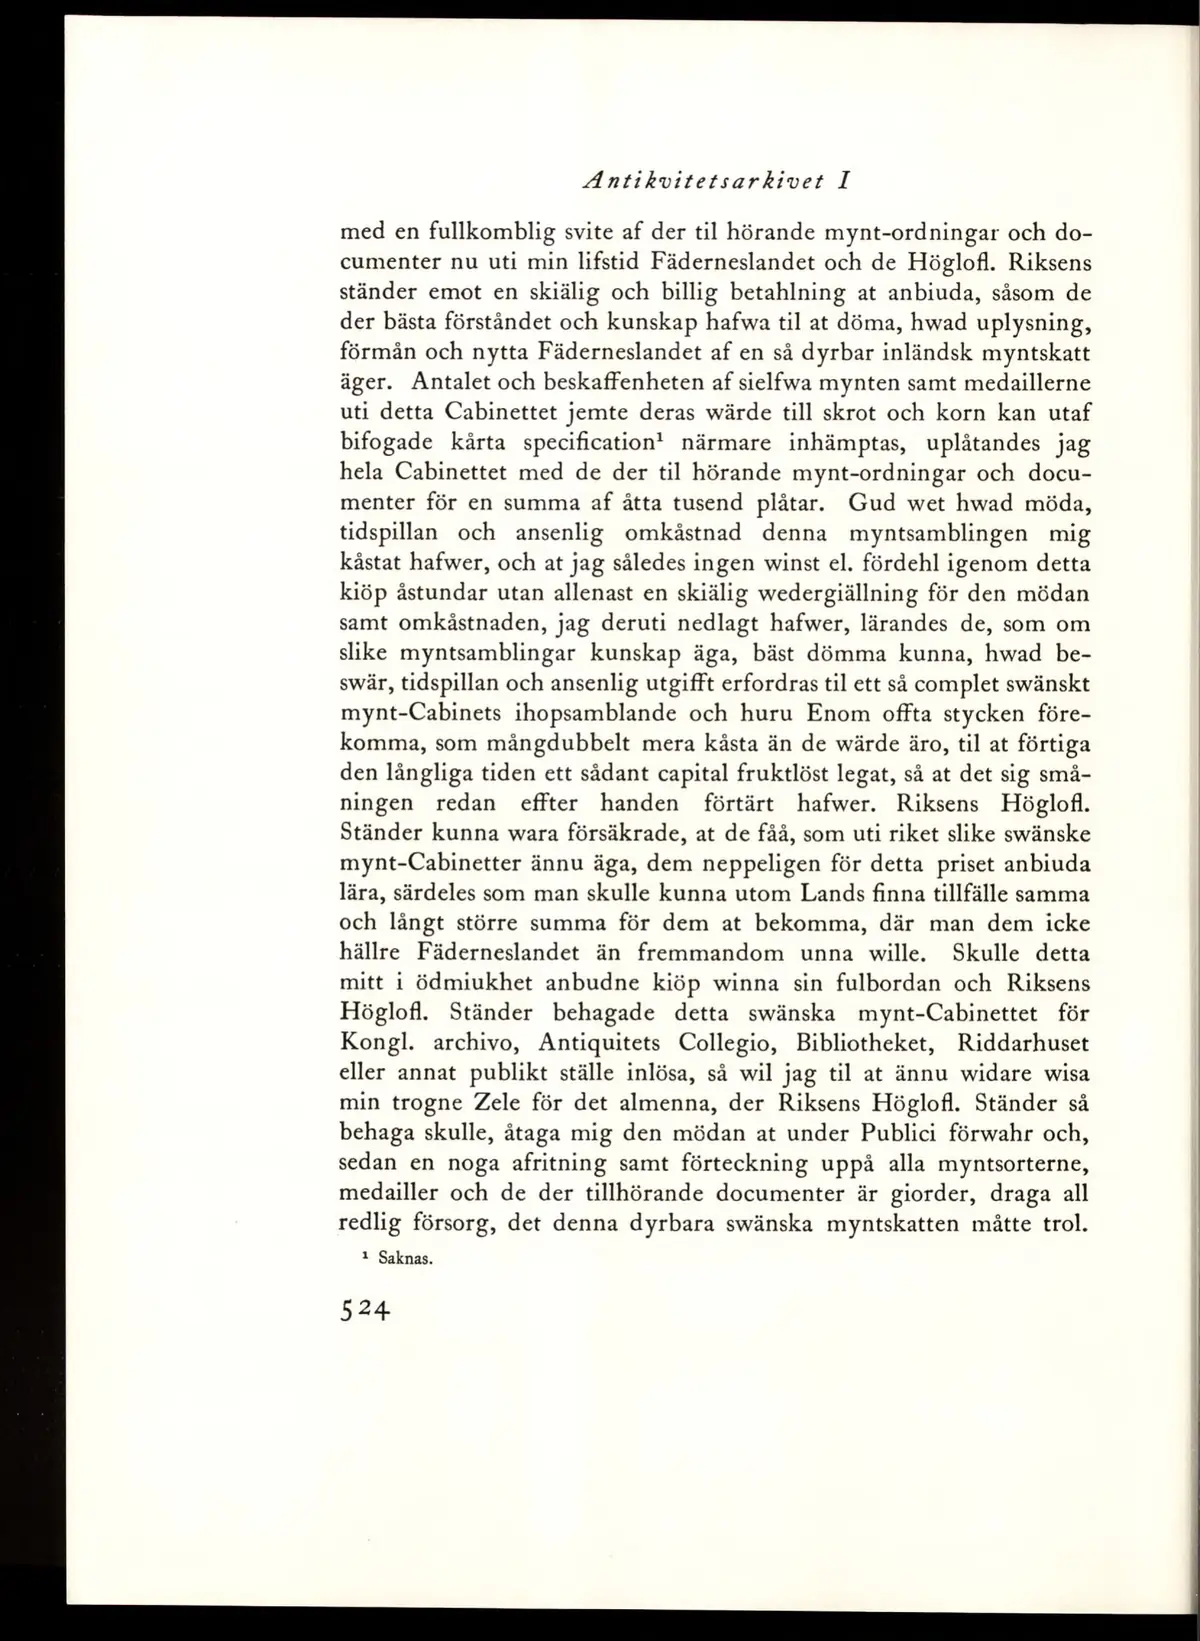 Antikvitetsarkivet I
med en fullkomblig svite af der til hörande mynt-ordningar och do-
cumenter nu uti min lifstid Fäderneslandet och de Höglofl. Riksens
ständer emot en skiälig och billig betahlning at anbiuda, såsom de
der bästa förståndet och kunskap hafwa til at döma, hwad uplysning,
förmån och nytta Fäderneslandet af en så dyrbar inländsk myntskatt
äger. Antalet och beskaffenheten af sielfwa mynten samt medaillerne
uti detta Cabinettet jemte deras wärde till skrot och korn kan utaf
bifogade kårta specification¹ närmare inhämptas, uplåtandes jag
hela Cabinettet med de der til hörande mynt-ordningar och docu-
menter för en summa af åtta tusend plåtar. Gud wet hwad möda,
tidspillan och ansenlig omkåstnad denna myntsamblingen mig
kåstat hafwer, och at jag således ingen winst el. fördehl igenom detta
kiöp åstundar utan allenast en skiälig wedergiällning för den mödan
samt omkåstnaden, jag deruti nedlagt hafwer, lärandes de, som om
slike myntsamblingar kunskap äga, bäst dömma kunna, hwad be-
swär, tidspillan och ansenlig utgifft erfordras til ett så complet swänskt
mynt-Cabinets ihopsamblande och huru Enom offta stycken före-
komma, som mångdubbelt mera kåsta än de wärde äro, til at förtiga
den långliga tiden ett sådant capital fruktlöst legat, så at det sig små-
ningen redan effter handen förtärt hafwer. Riksens Höglofl.
Ständer kunna wara försäkrade, at de fåå, som uti riket slike swänske
mynt-Cabinetter ännu äga, dem neppeligen för detta priset anbiuda
lära, särdeles som man skulle kunna utom Lands finna tillfälle samma
och långt större summa för dem at bekomma, där man dem icke
hällre Fäderneslandet än fremmandom unna wille. Skulle detta
mitt i ödmiukhet anbudne kiöp winna sin fulbordan och Riksens
Höglofl. Ständer behagade detta swänska mynt-Cabinettet för
Kongl. archivo, Antiquitets Collegio, Bibliotheket, Riddarhuset
eller annat publikt ställe inlösa, så wil jag til at ännu widare wisa
min trogne Zele för det almenna, der Riksens Höglofl. Ständer så
behaga skulle, åtaga mig den mödan at under Publici förwahr och,
sedan en noga afritning samt förteckning uppå alla myntsorterne,
medailler och de der tillhörande documenter är giorder, draga all
redlig försorg, det denna dyrbara swänska myntskatten måtte trol.
¹ Saknas.
524